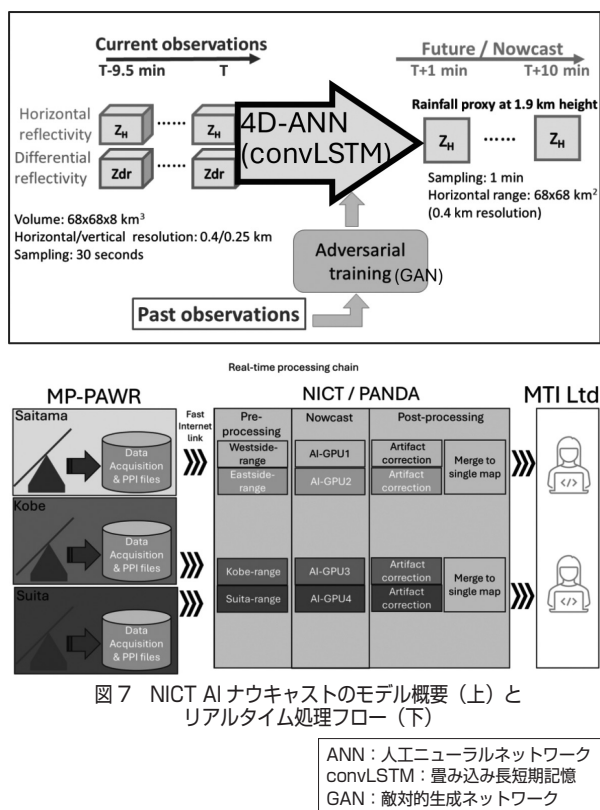 Current observations
T-9.5 min T
Future / Nowcast
T+1 min T+10 min
Horizontal
reflectivity
ZH ...... ZH
Differential
reflectivity
Zdr ...... Zdr
4D-ANN
(convLSTM)
Rainfall proxy at 1.9 km height
ZH ...... ZH
Sampling: 1 min
Horizontal range: 68x68 km²
(0.4 km resolution)
Volume: 68x68x8 km³
Horizontal/vertical resolution: 0.4/0.25 km
Sampling: 30 seconds
Adversarial
training (GAN)
Past observations
Real-time processing chain
MP-PAWR
NICT / PANDA
MTI Ltd
Saitama
Data
Acquisition
& PPI files
Fast
Internet
link
Pre-
processing
Nowcast
Post-processing
Westside-
range
AI-GPU1
Artifact
correction
Merge to
single map
Eastside-
range
AI-GPU2
Artifact
correction
</>
Kobe
Data
Acquisition
& PPI files
Kobe-range
AI-GPU3
Artifact
correction
Merge to
single map
Suita-range
AI-GPU4
Artifact
correction
</>
Suita
Data
Acquisition
& PPI files
図7 NICT AI ナウキャストのモデル概要（上）と
リアルタイム処理フロー（下）
ANN：人工ニューラルネットワーク
convLSTM：畳み込み長短期記憶
GAN：敵対的生成ネットワーク